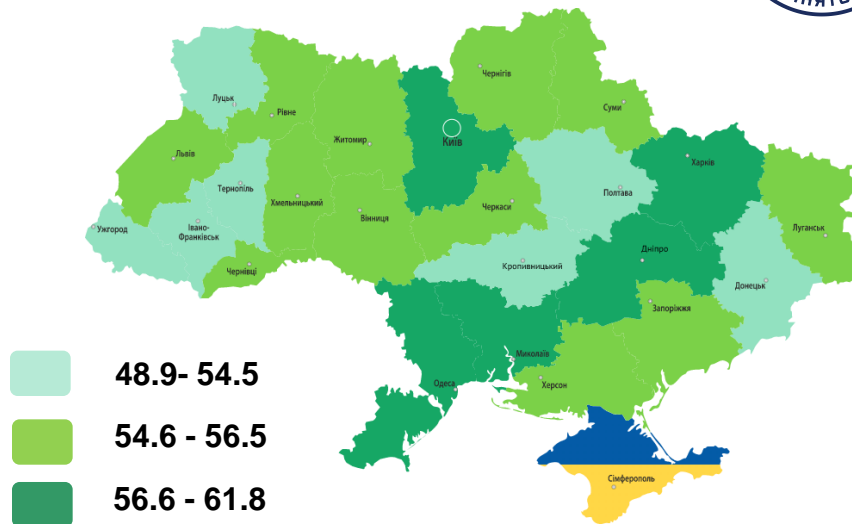 Чернігів
Луцьк
Рівне
Суми
Житомир
Київ
Львів
Харків
Тернопіль
Полтава
Хмельницький
Черкаси
Вінниця
Ужгород
Івано-
Франківськ
Луганськ
Дніпро
Кропивницький
Чернівці
Донецьк
Запоріжжя
Миколаїв
48.9- 54.5
Одеса
Херсон
54.6 - 56.5
Сімферополь
56.6 - 61.8